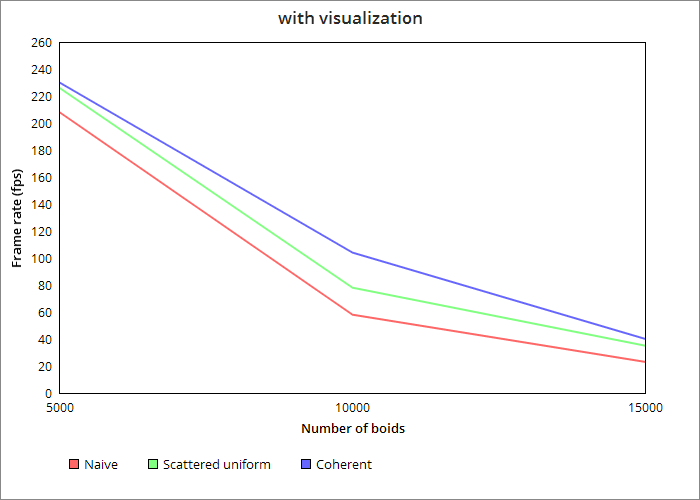 with visualization
260
240
220
200
180
160
140
120
100
80
60
40
20
0
Frame rate (fps)
5000 10000 15000
Number of boids
Naive Scattered uniform Coherent